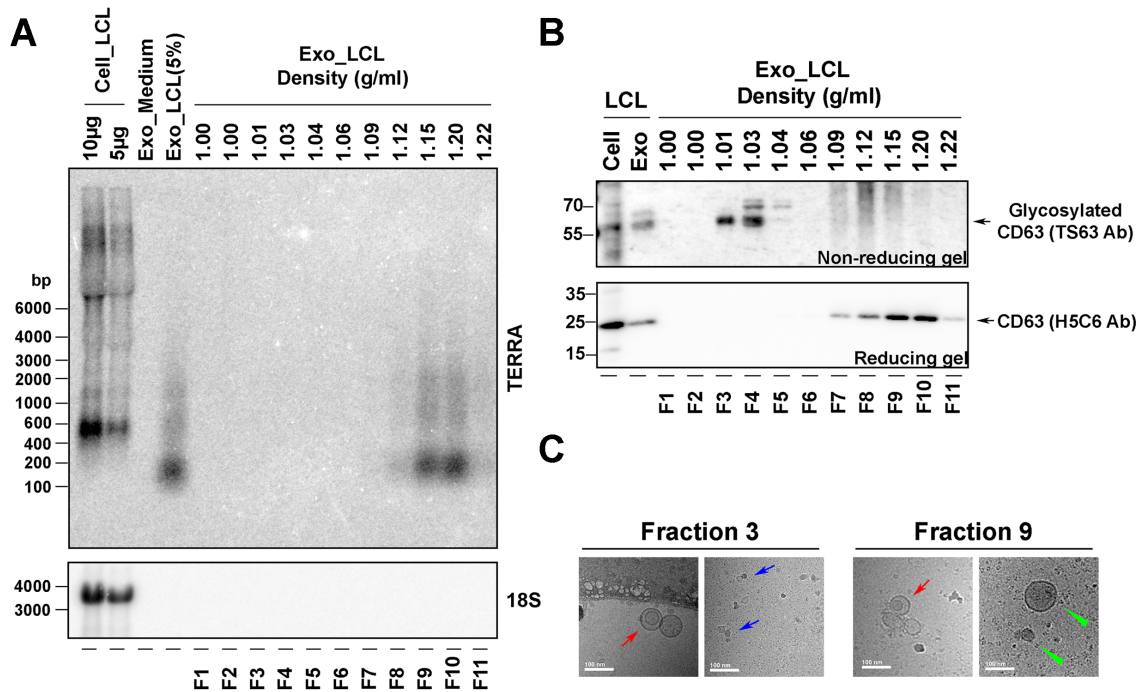 A
Cell_LCL
10µg
5µg
Exo_Medium
Exo_LCL(5%)
Exo_LCL
Density (g/ml)
1.00
1.00
1.01
1.03
1.04
1.06
1.09
1.12
1.15
1.20
1.22
bp
6000
4000
3000
2000
1000
600
400
200
100
TERRA
4000
3000
18S
F1
F2
F3
F4
F5
F6
F7
F8
F9
F10
F11
B
LCL
Cell
Exo
Exo_LCL
Density (g/ml)
1.00
1.00
1.01
1.03
1.04
1.06
1.09
1.12
1.15
1.20
1.22
70
55
Non-reducing gel
Glycosylated
CD63 (TS63 Ab)
35
25
15
Reducing gel
CD63 (H5C6 Ab)
F1
F2
F3
F4
F5
F6
F7
F8
F9
F10
F11
C
Fraction 3
Fraction 9
100 nm
100 nm
100 nm
100 nm